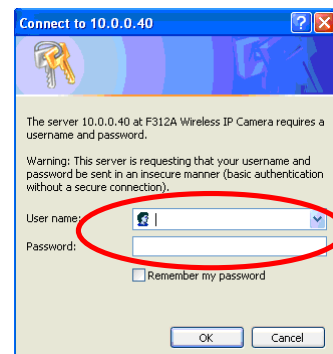 Connect to 10.0.0.40
The server 10.0.0.40 at F312A Wireless IP Camera requires a
username and password.
Warning: This server is requesting that your username and
password be sent in an insecure manner (basic authentication
without a secure connection).
User name:
Password:
Remember my password
OK Cancel